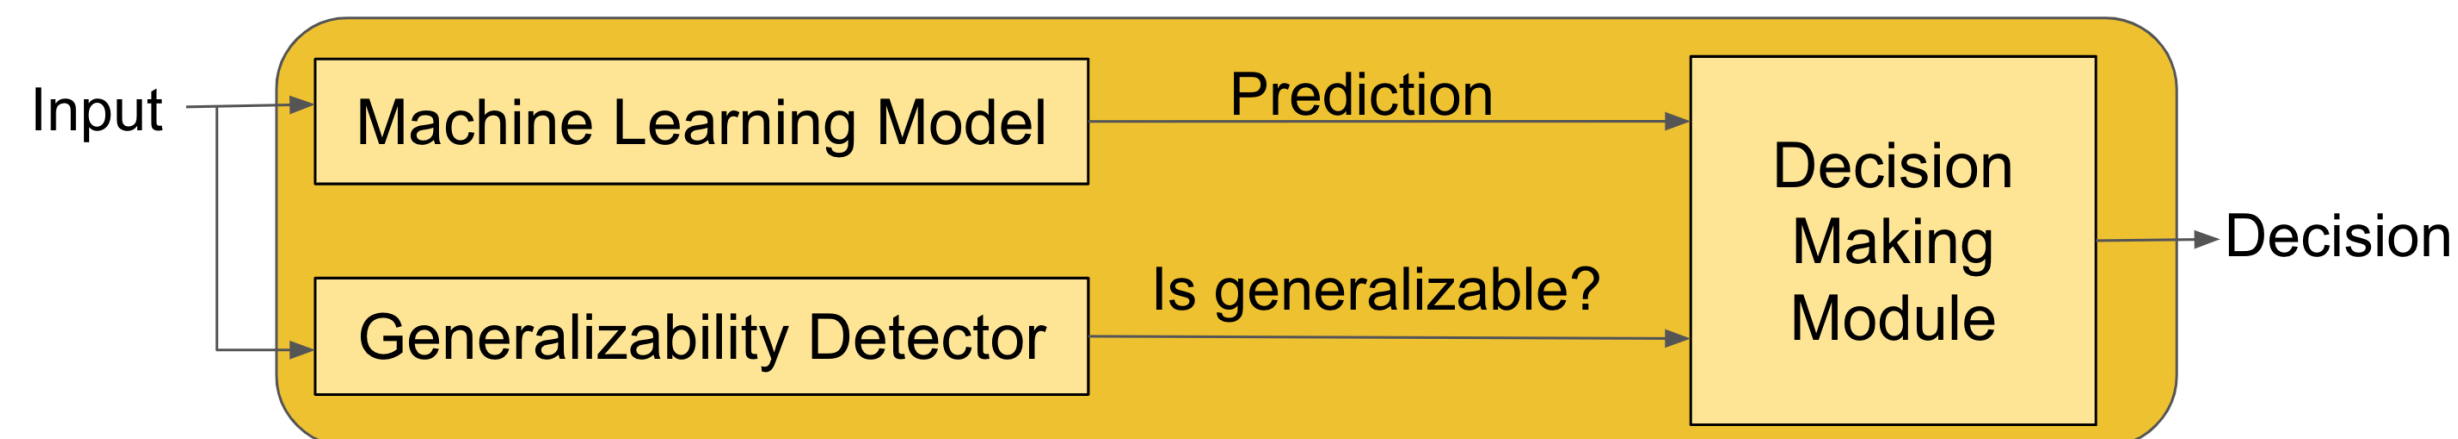 Input
Machine Learning Model
Prediction
Generalizability Detector
Is generalizable?
Decision
Making
Module
Decision